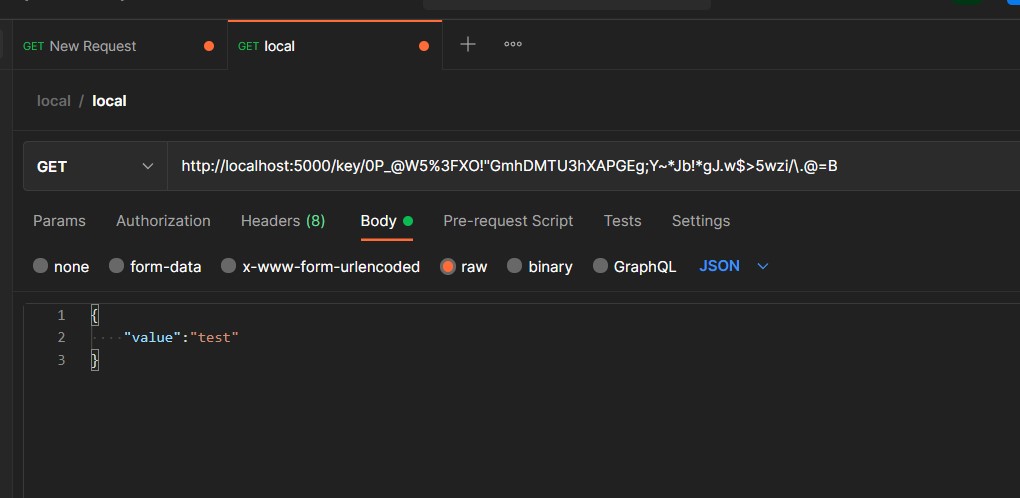 GET New Request
GET local
local / local
GET
http://localhost:5000/key/0P_@W5%3FXO!"GmhDMTU3hXAPGEg;Y~*Jb!*gJ.w$>5wzi/\.@=B
Params Authorization Headers (8) Body Pre-request Script Tests Settings
none form-data x-www-form-urlencoded raw binary GraphQL JSON
1 {
2 "value":"test"
3 }